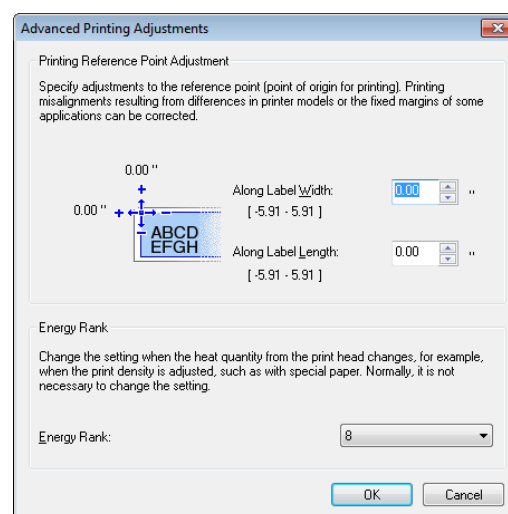 Advanced Printing Adjustments
Printing Reference Point Adjustment
Specify adjustments to the reference point (point of origin for printing). Printing
misalignments resulting from differences in printer models or the fixed margins of some
applications can be corrected.
0.00 "
0.00 "
ABCD
EFGH
Along Label Width: 0.00 "
[ -5.91 - 5.91 ]
Along Label Length: 0.00 "
[ -5.91 - 5.91 ]
Energy Rank
Change the setting when the heat quantity from the print head changes, for example,
when the print density is adjusted, such as with special paper. Normally, it is not
necessary to change the setting.
Energy Rank: 8
OK Cancel